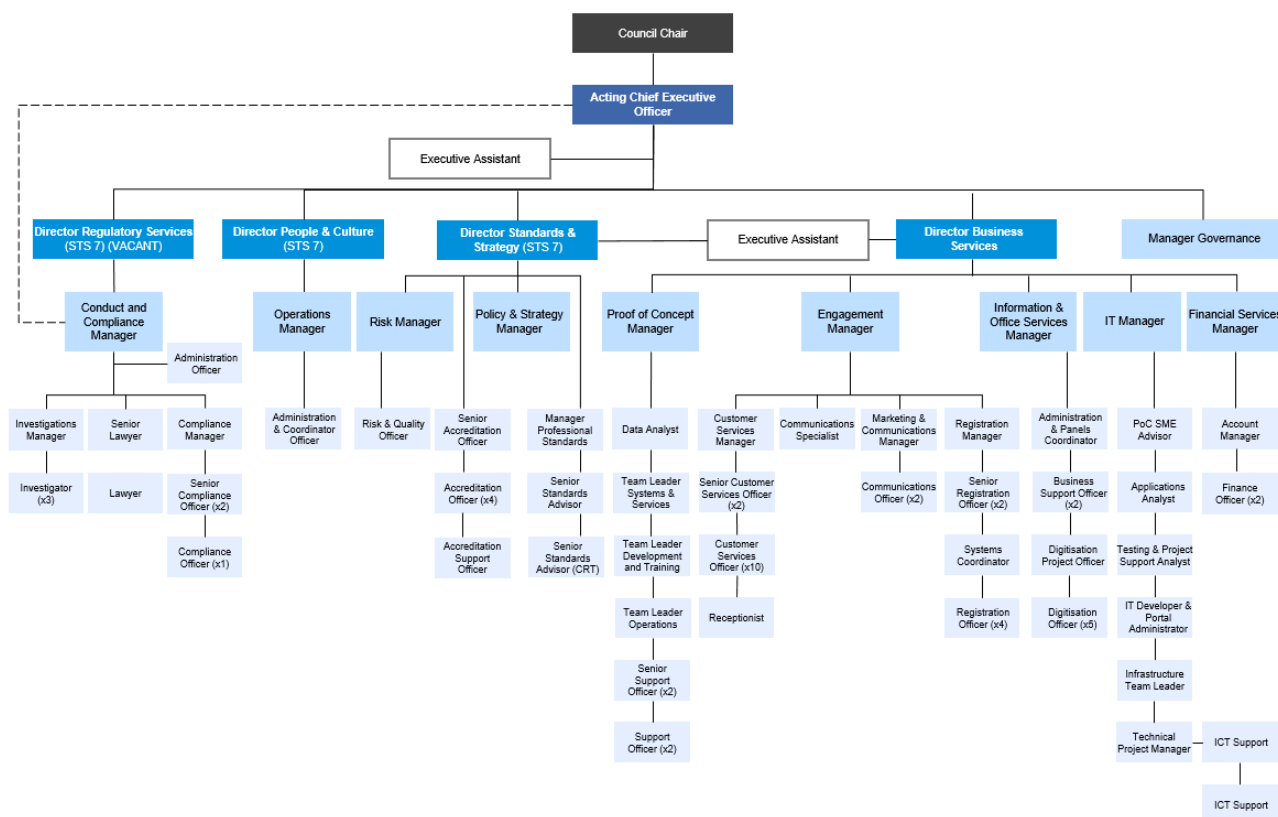 Council Chair
Acting Chief Executive
Officer
Executive Assistant
Director Regulatory Services
(STS 7) (VACANT)
Director People & Culture
(STS 7)
Director Standards &
Strategy (STS 7)
Executive Assistant
Director Business
Services
Manager Governance
Conduct and
Compliance
Manager
Operations
Manager
Risk Manager
Policy & Strategy
Manager
Proof of Concept
Manager
Engagement
Manager
Information &
Office Services
Manager
IT Manager
Financial Services
Manager
Administration
Officer
Investigations
Manager
Senior
Lawyer
Compliance
Manager
Administration
& Coordinator
Officer
Risk & Quality
Officer
Senior
Accreditation
Officer
Manager
Professional
Standards
Data Analyst
Customer
Services
Manager
Communications
Specialist
Marketing &
Communications
Manager
Registration
Manager
Administration
& Panels
Coordinator
PoC SME
Advisor
Account
Manager
Investigator
(x3)
Lawyer
Senior
Compliance
Officer (x2)
Accreditation
Officer (x4)
Senior
Standards
Advisor
Team Leader
Systems &
Services
Senior Customer
Services Officer
(x2)
Communications
Officer (x2)
Senior
Registration
Officer (x2)
Business
Support Officer
(x2)
Applications
Analyst
Finance
Officer (x2)
Compliance
Officer (x1)
Accreditation
Support
Officer
Senior
Standards
Advisor (CRT)
Team Leader
Development
and Training
Customer
Services
Officer (x10)
Systems
Coordinator
Digitisation
Project Officer
Testing & Project
Support Analyst
Team Leader
Operations
Receptionist
Registration
Officer (x4)
Digitisation
Officer (x5)
IT Developer &
Portal
Administrator
Senior
Support
Officer (x2)
Infrastructure
Team Leader
Support
Officer (x2)
Technical
Project Manager
ICT Support
ICT Support